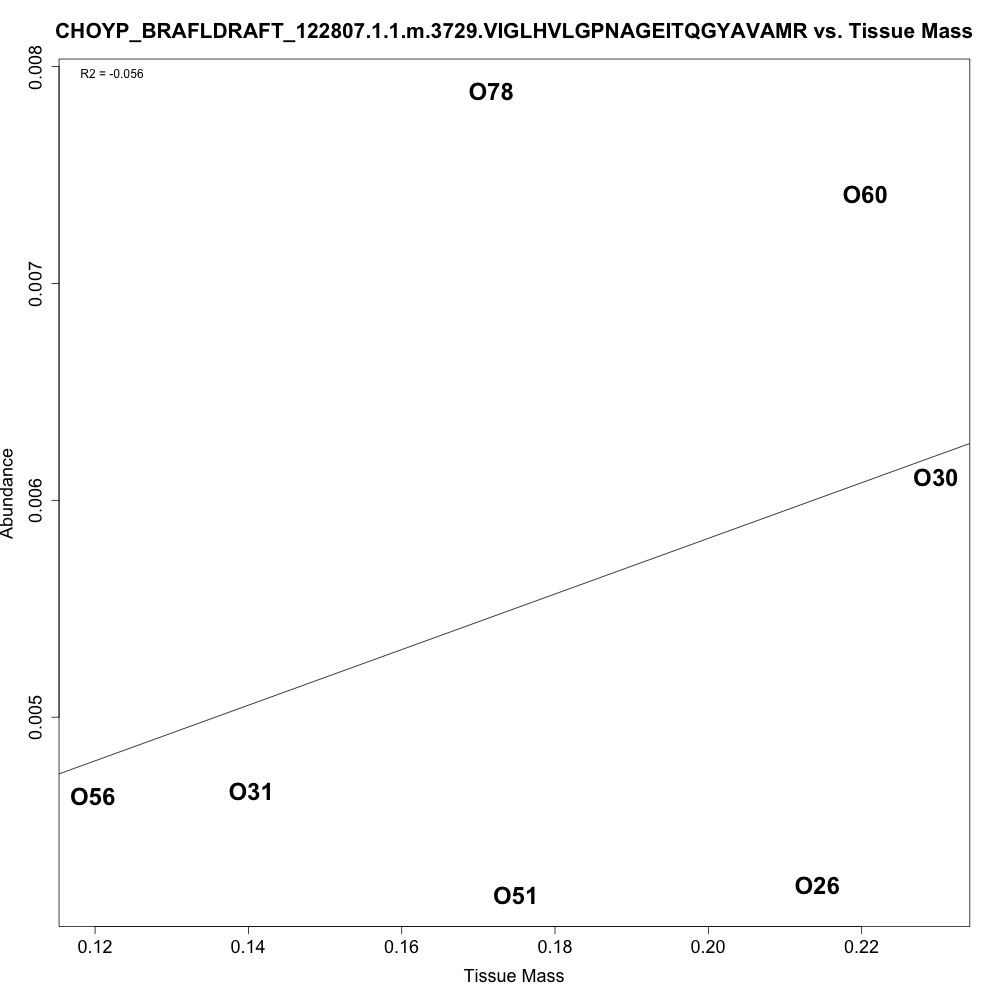 CHOYP_BRAFLDRAFT_122807.1.1.m.3729.VIGLHVLGPNAGEITQGYAVAMR vs. Tissue Mass
R2 = -0.056
O78
O60
O30
O56
O31
O51
O26
0.008
0.007
0.006
0.005
Abundance
0.12 0.14 0.16 0.18 0.20 0.22
Tissue Mass